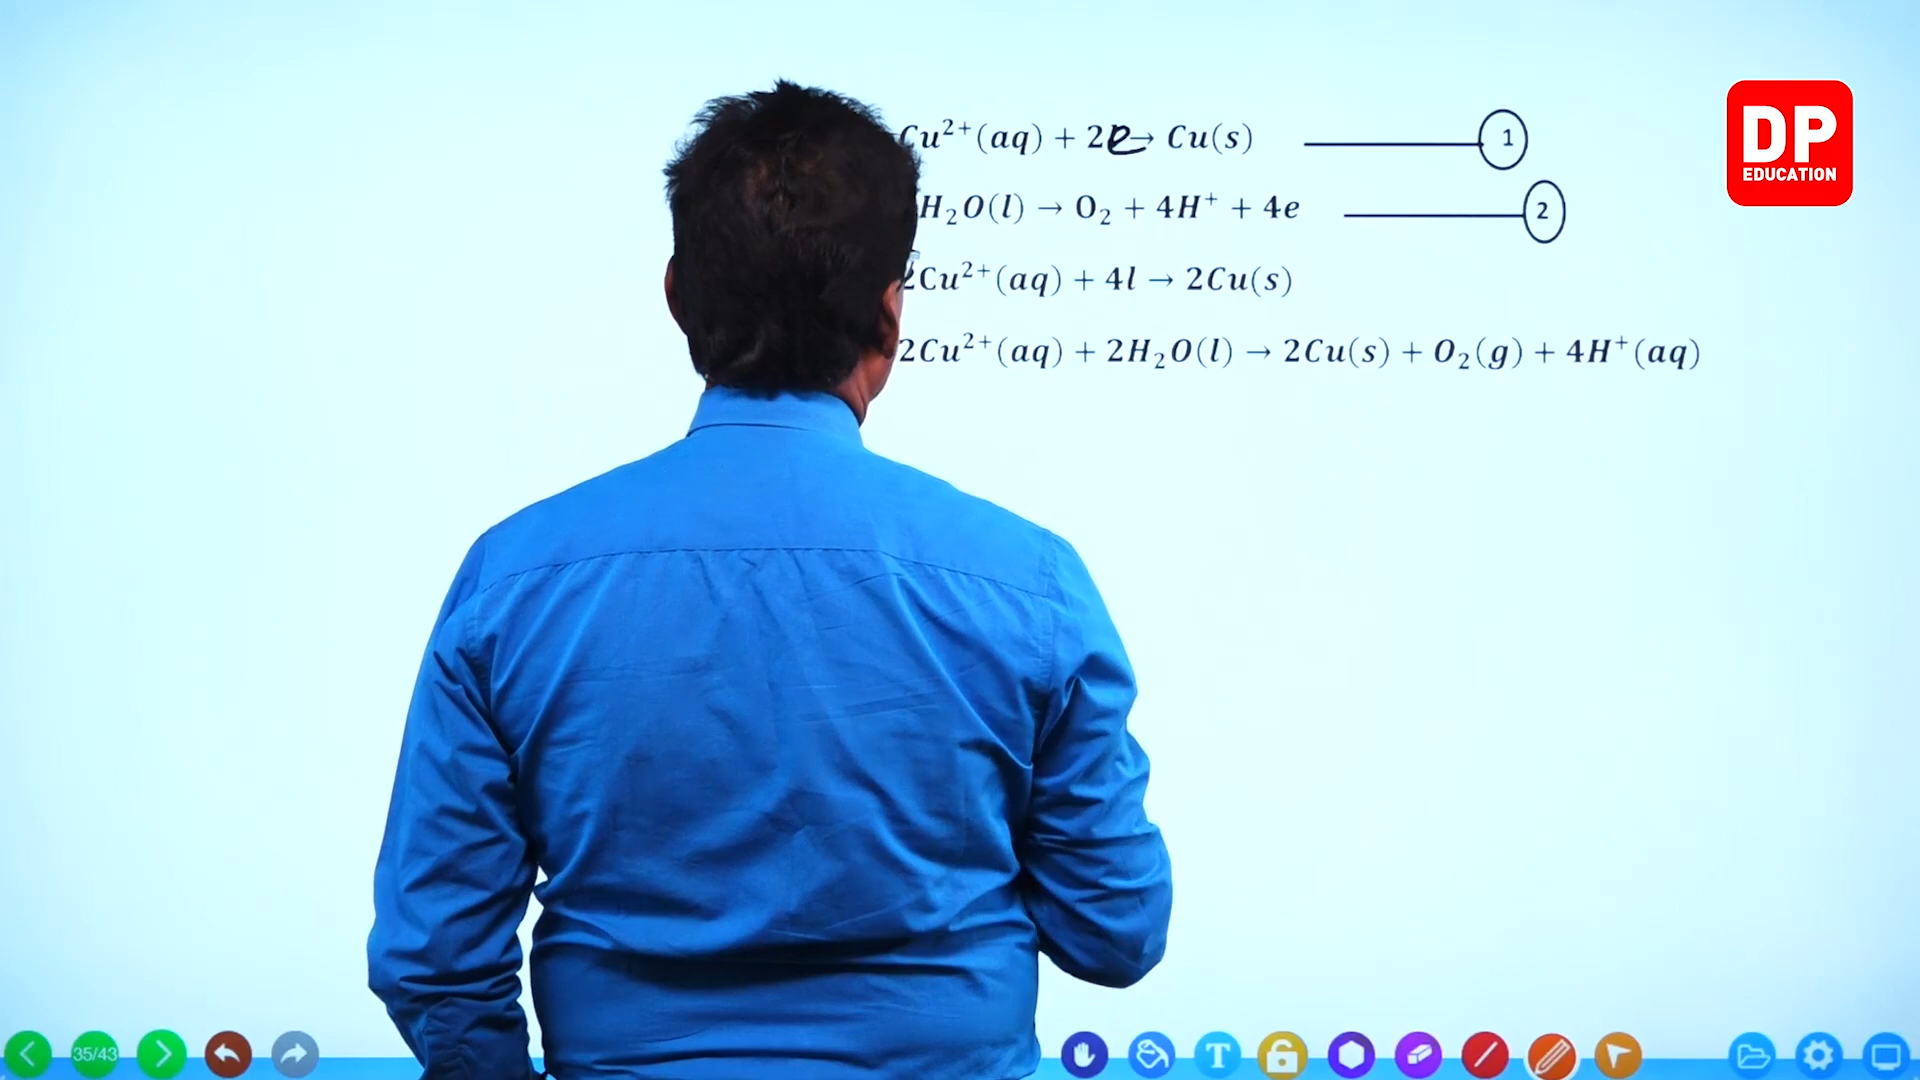 Cu²⁺(aq) + 2e → Cu(s) 1
H₂O(l) → O₂ + 4H⁺ + 4e 2
2Cu²⁺(aq) + 4l → 2Cu(s)
2Cu²⁺(aq) + 2H₂O(l) → 2Cu(s) + O₂(g) + 4H⁺(aq)
DP
EDUCATION
35/43
T